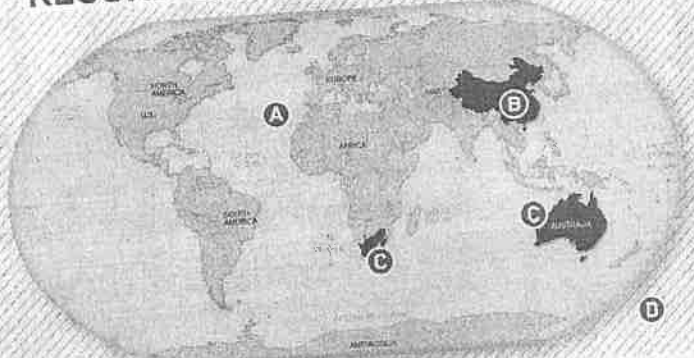 NORTH
AMERICA
U.S.
EUROPE
A
B
AFRICA
SOUTH
AMERICA
C
AUSTRALIA
C
D
ANTARCTICA